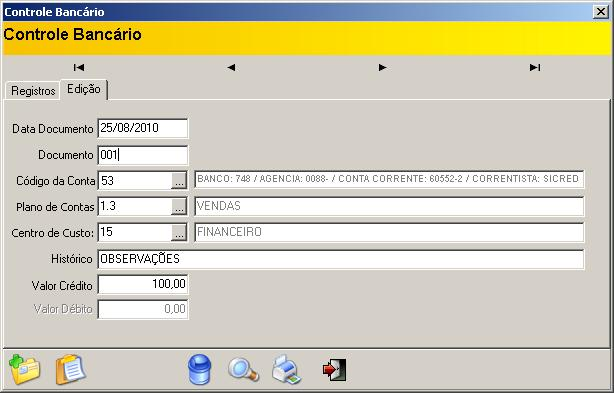 Controle Bancário
Controle Bancário
Registros Edição
Data Documento 25/08/2010
Documento 001
Código da Conta 53 ... BANCO: 748 / AGENCIA: 0088- / CONTA CORRENTE: 60552-2 / CORRENTISTA: SICRED
Plano de Contas 1.3 ... VENDAS
Centro de Custo: 15 ... FINANCEIRO
Histórico OBSERVAÇÕES
Valor Crédito 100,00
Valor Débito 0,00